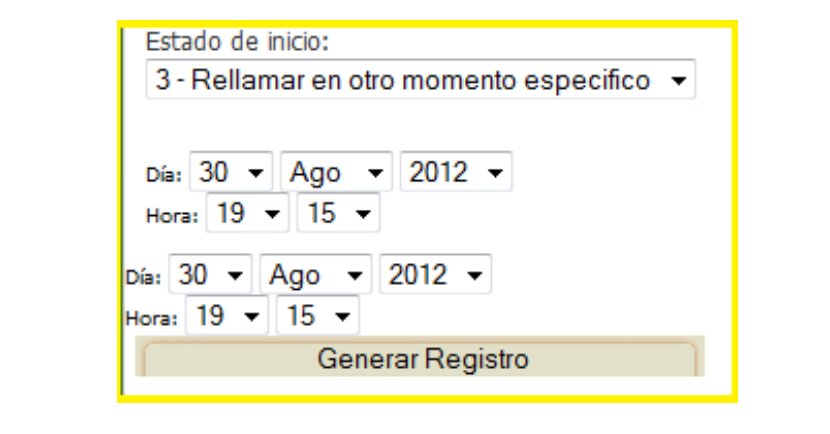 Estado de inicio:
3 - Rellamar en otro momento especifico
Día: 30 Ago 2012
Hora: 19 15
Día: 30 Ago 2012
Hora: 19 15
Generar Registro